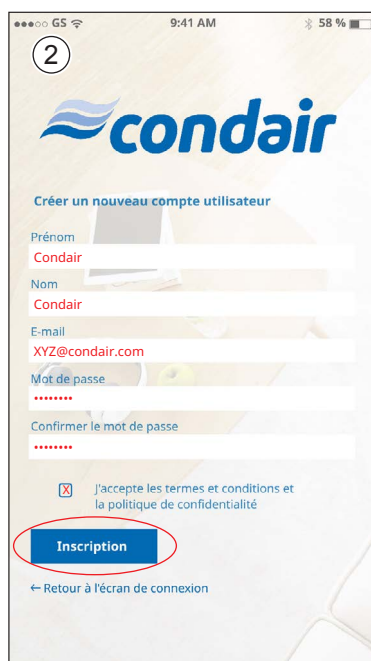 GS 9:41 AM 58 %
2
condair
Créer un nouveau compte utilisateur
Prénom
Condair
Nom
Condair
E-mail
XYZ@condair.com
Mot de passe
••••••••
Confirmer le mot de passe
••••••••
X J'accepte les termes et conditions et
la politique de confidentialité
Inscription
← Retour à l'écran de connexion